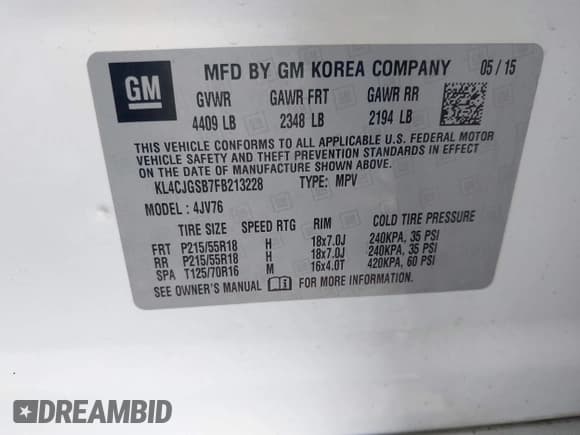 GM MFD BY GM KOREA COMPANY 05 / 15
GVWR GAWR FRT GAWR RR
4409 LB 2348 LB 2194 LB
THIS VEHICLE CONFORMS TO ALL APPLICABLE U.S. FEDERAL MOTOR
VEHICLE SAFETY AND THEFT PREVENTION STANDARDS IN EFFECT
ON THE DATE OF MANUFACTURE SHOWN ABOVE.
KL4CJGSB7FB213228 TYPE: MPV
MODEL : 4JV76
TIRE SIZE SPEED RTG RIM COLD TIRE PRESSURE
FRT P215/55R18 H 18x7.0J 240KPA, 35 PSI
RR P215/55R18 H 18x7.0J 240KPA, 35 PSI
SPA T125/70R16 M 16x4.0T 420KPA, 60 PSI
SEE OWNER'S MANUAL FOR MORE INFORMATION.
DREAMBID